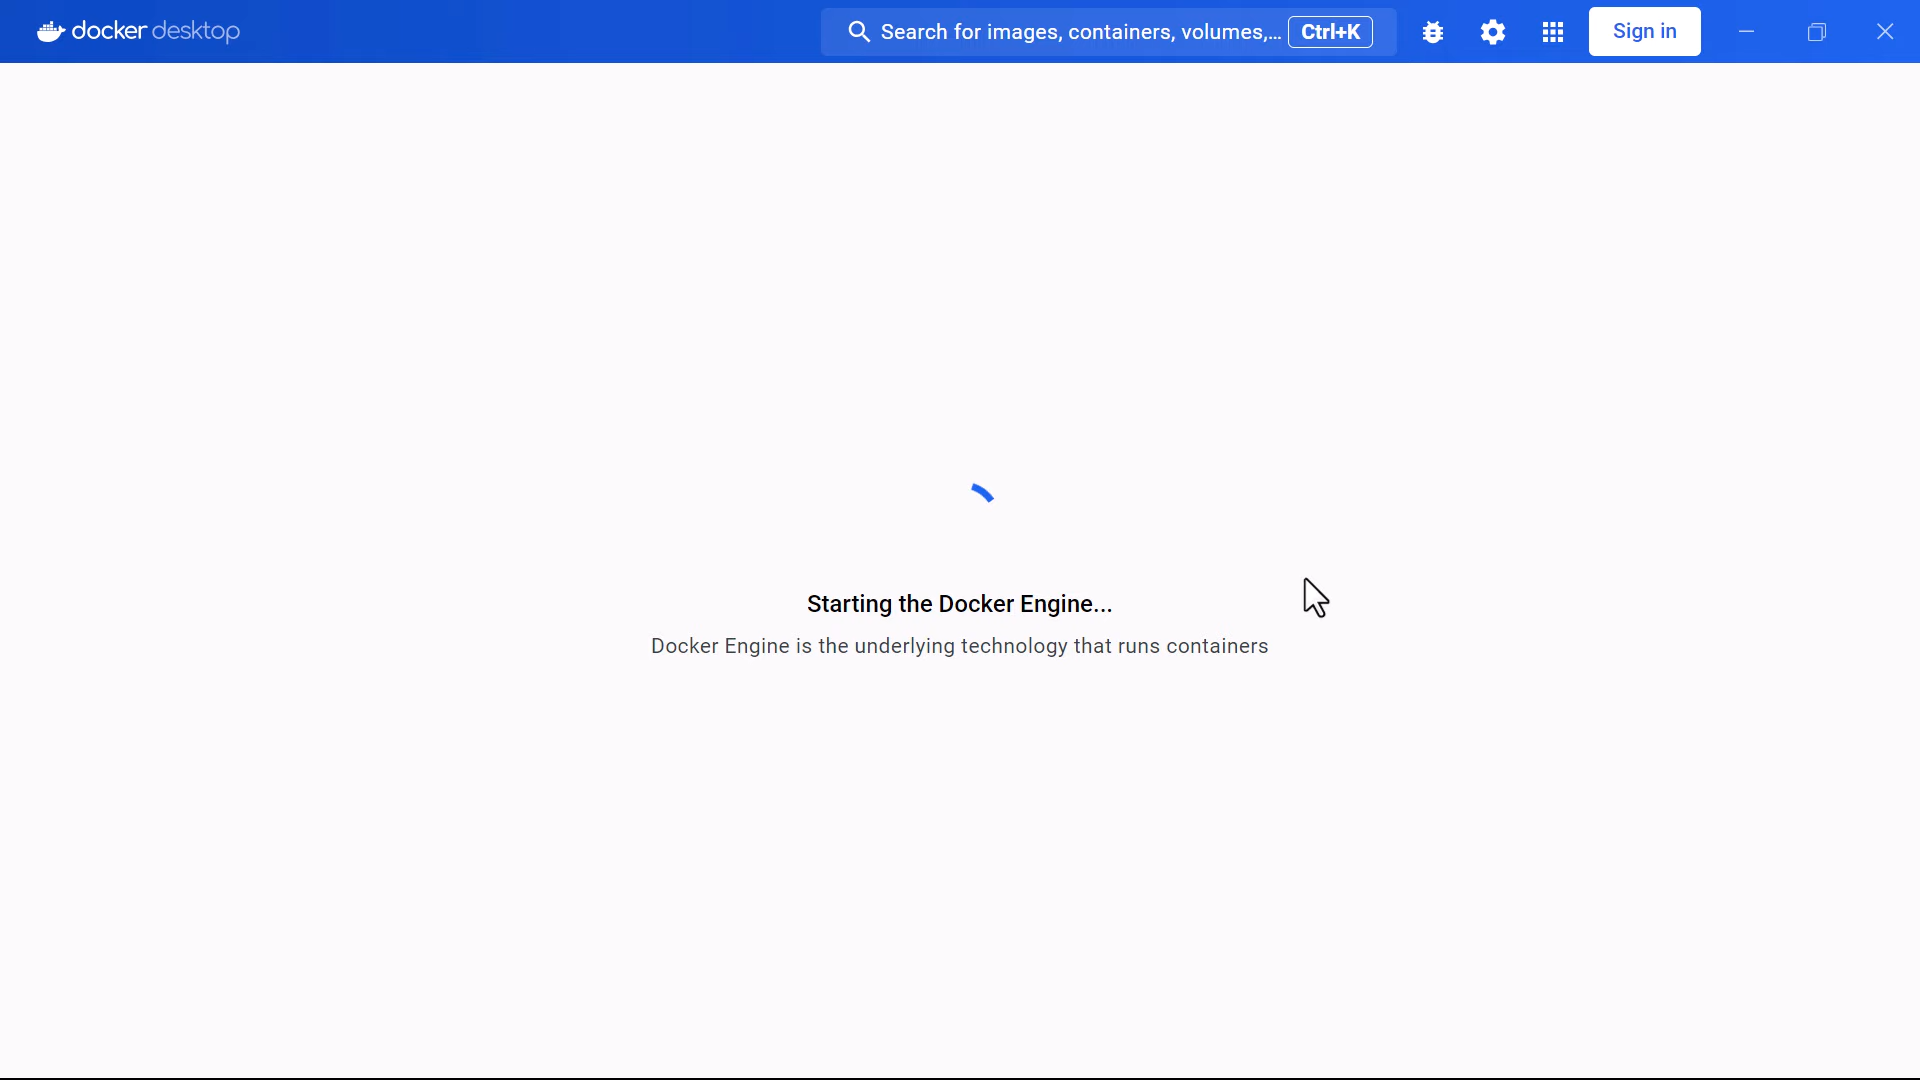 docker desktop
Search for images, containers, volumes,... Ctrl+K
Sign in
Starting the Docker Engine...
Docker Engine is the underlying technology that runs containers